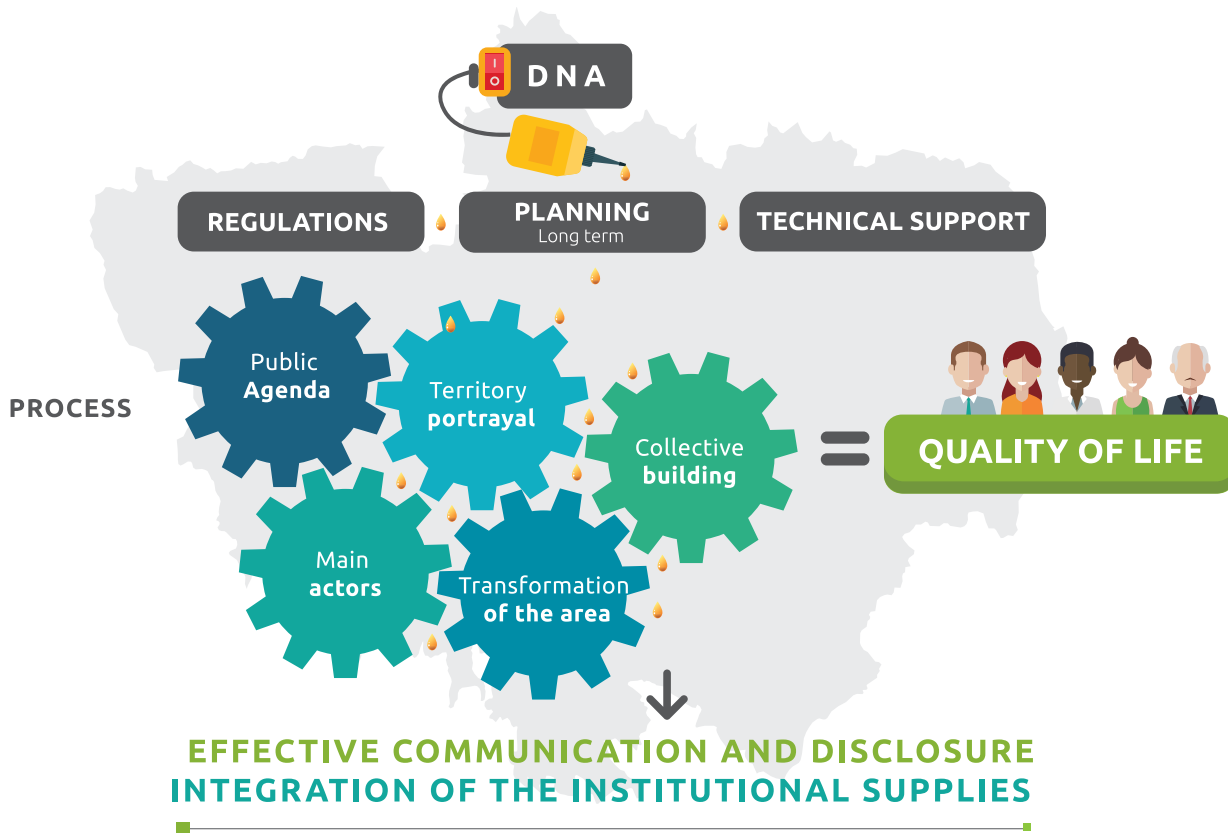 DNA
REGULATIONS
PLANNING
Long term
TECHNICAL SUPPORT
PROCESS
Public
Agenda
Territory
portrayal
Collective
building
Main
actors
Transformation
of the area
QUALITY OF LIFE
EFFECTIVE COMMUNICATION AND DISCLOSURE
INTEGRATION OF THE INSTITUTIONAL SUPPLIES